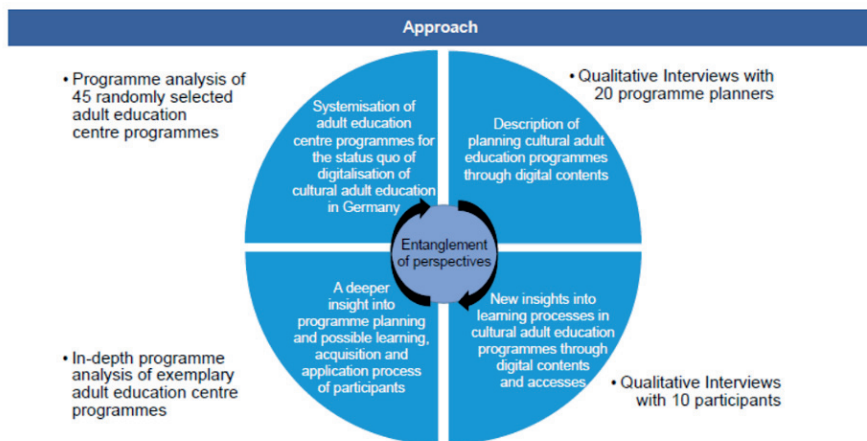 Approach
• Programme analysis of
45 randomly selected
adult education
centre programmes
Systemisation of
adult education
centre programmes for
the status quo of
digitalisation of
cultural adult education
in Germany
Description of
planning cultural adult
education programmes
through digital contents
• Qualitative Interviews with
20 programme planners
Entanglement
of perspectives
• In-depth programme
analysis of exemplary
adult education centre
programmes
A deeper
insight into
programme planning
and possible learning,
acquisition and
application process
of participants
New insights into
learning processes in
cultural adult education
programmes through
digital contents
and accesses
• Qualitative Interviews
with 10 participants